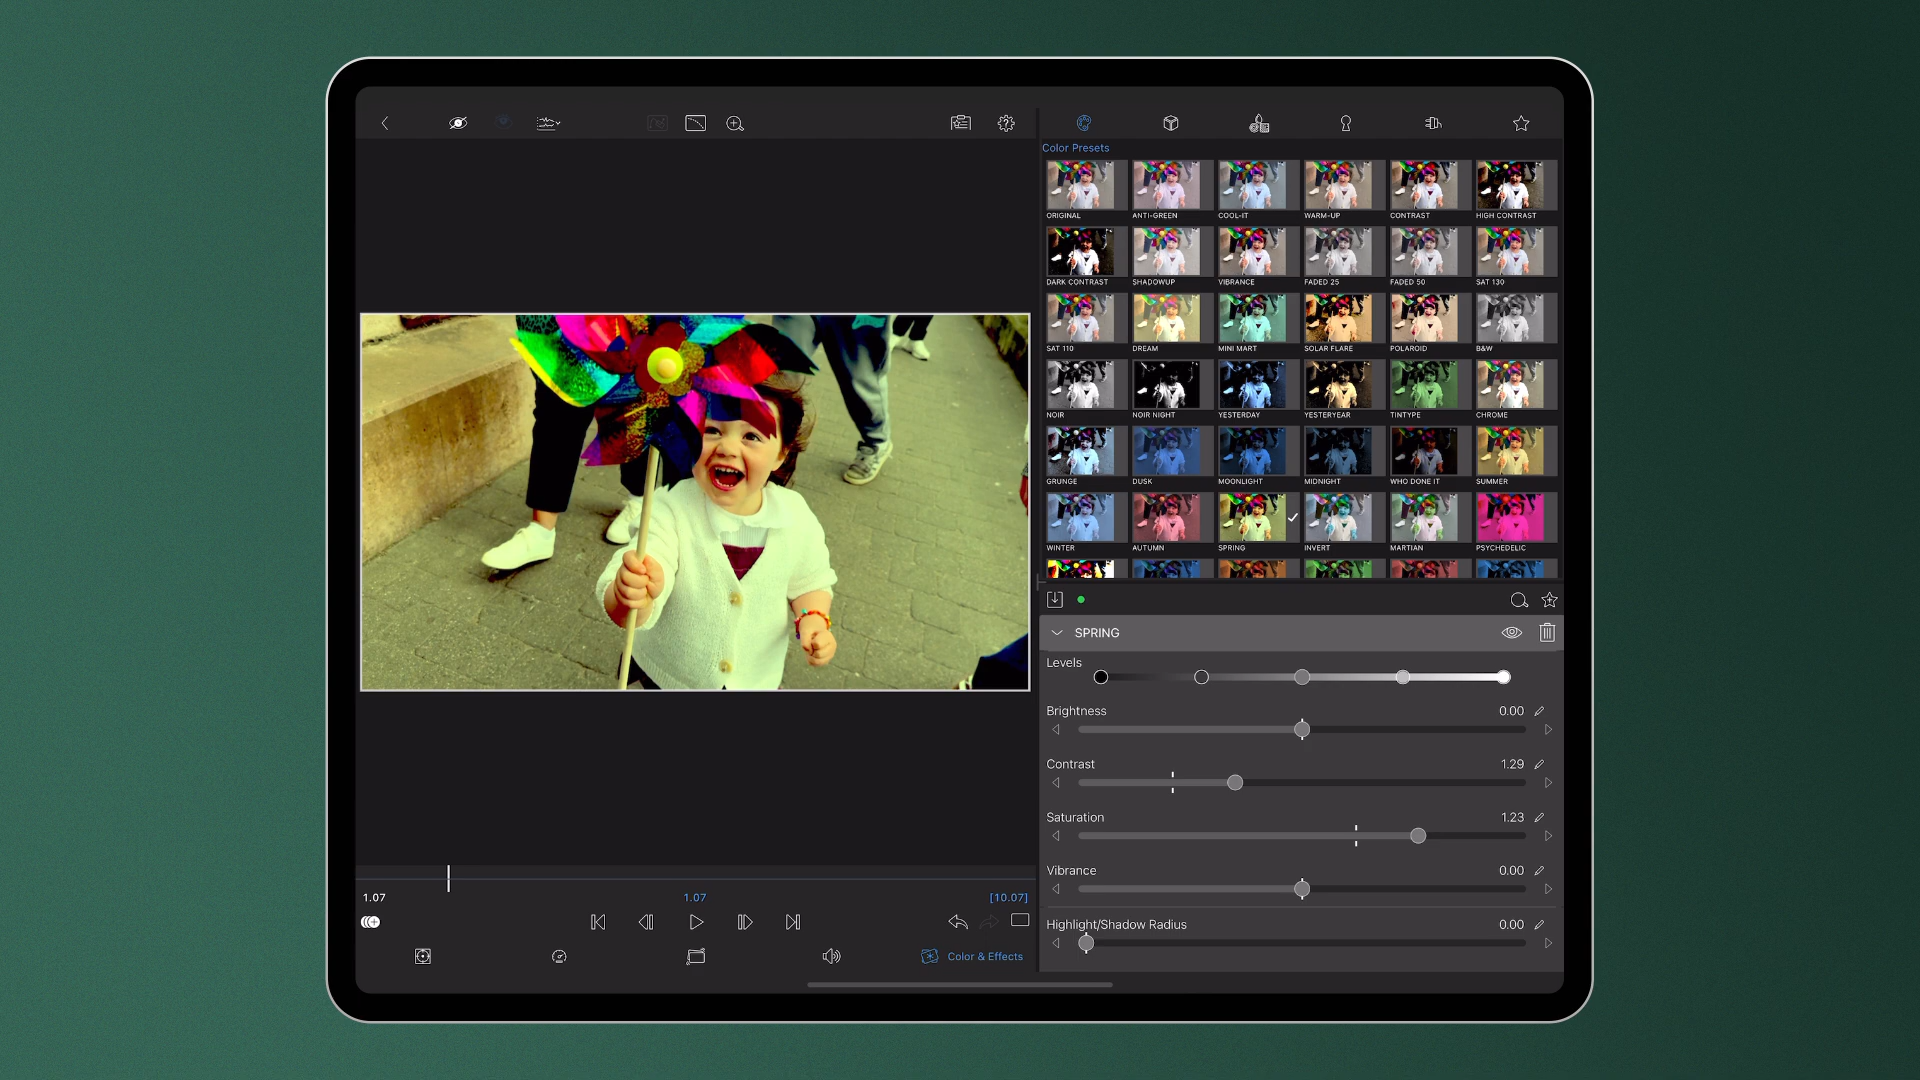 Color Presets
ORIGINAL ANTI-GREEN COOL-IT WARM-UP CONTRAST HIGH CONTRAST
DARK CONTRAST SHADOWUP VIBRANCE FADED 25 FADED 50 SAT 130
SAT 110 DREAM MINI MART SOLAR FLARE POLAROID B&W
NOIR NOIR NIGHT YESTERDAY YESTERYEAR TINTYPE CHROME
GRUNGE DUSK MOONLIGHT MIDNIGHT WHO DONE IT SUMMER
WINTER AUTUMN SPRING INVERT MARTIAN PSYCHEDELIC
SPRING
Levels
Brightness 0.00
Contrast 1.29
Saturation 1.23
Vibrance 0.00
Highlight/Shadow Radius 0.00
1.07 1.07 [10.07]
Color & Effects